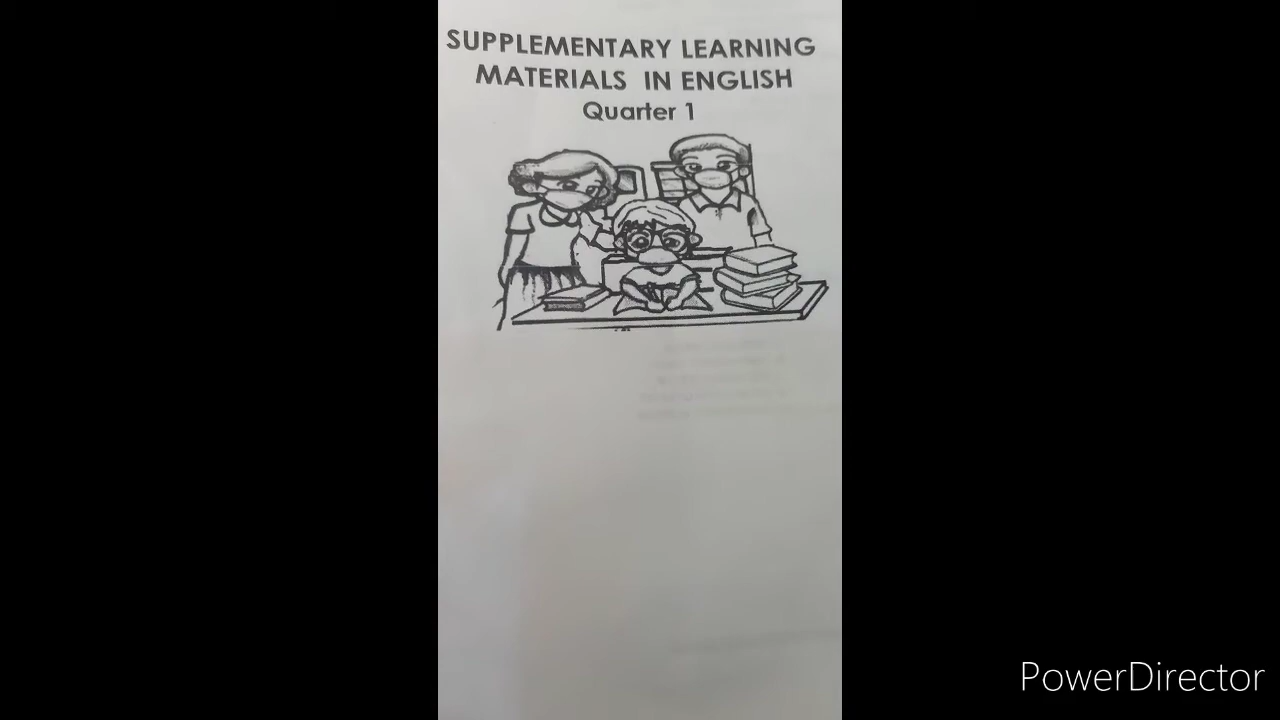 SUPPLEMENTARY LEARNING
MATERIALS IN ENGLISH
Quarter 1
PowerDirector